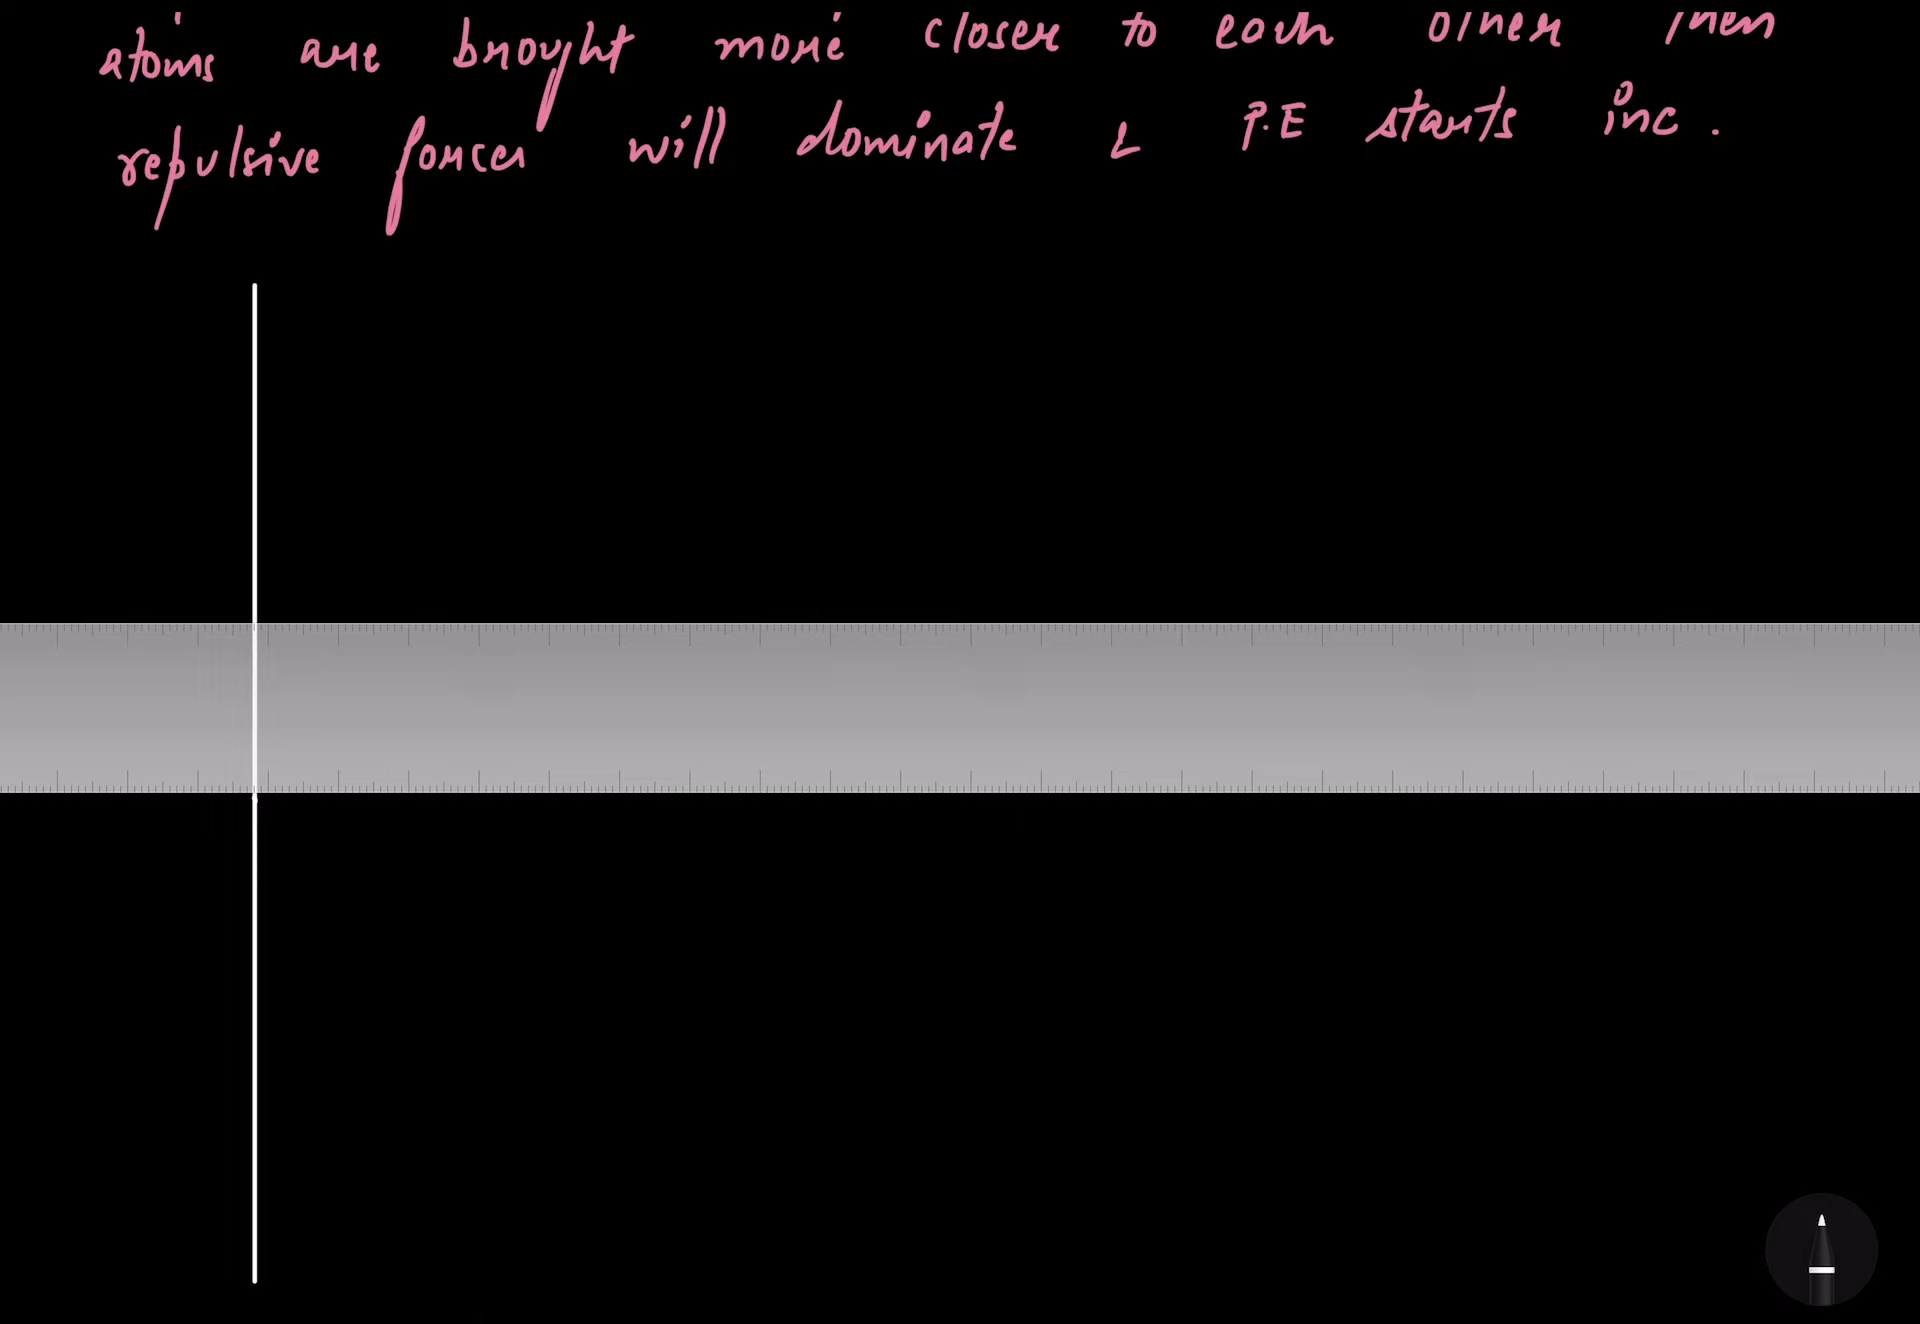 atoms are brought more closer to each other then
repulsive forces will dominate & P.E starts inc.